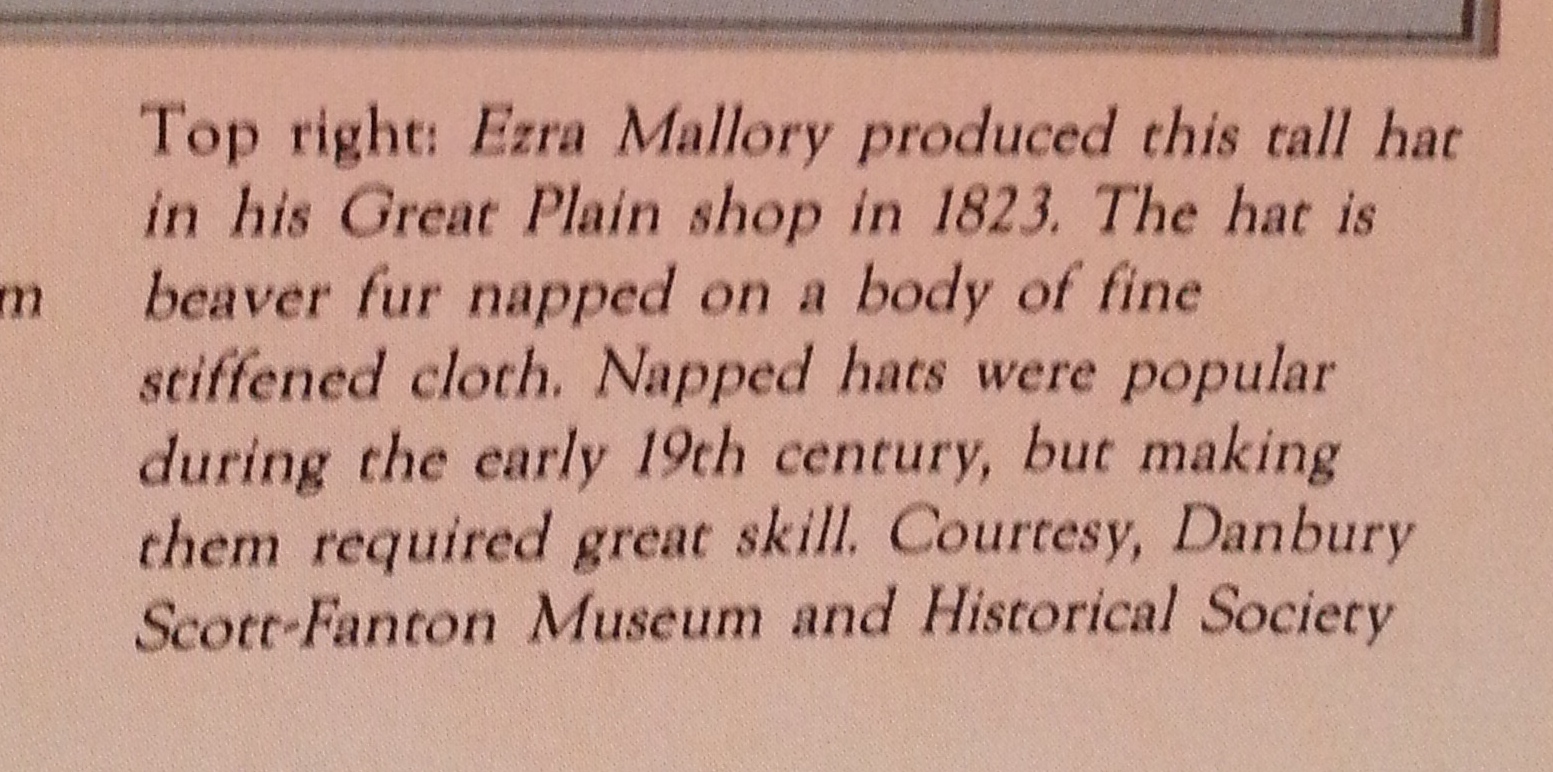 Top right: Ezra Mallory produced this tall hat
in his Great Plain shop in 1823. The hat is
beaver fur napped on a body of fine
stiffened cloth. Napped hats were popular
during the early 19th century, but making
them required great skill. Courtesy, Danbury
Scott-Fanton Museum and Historical Society